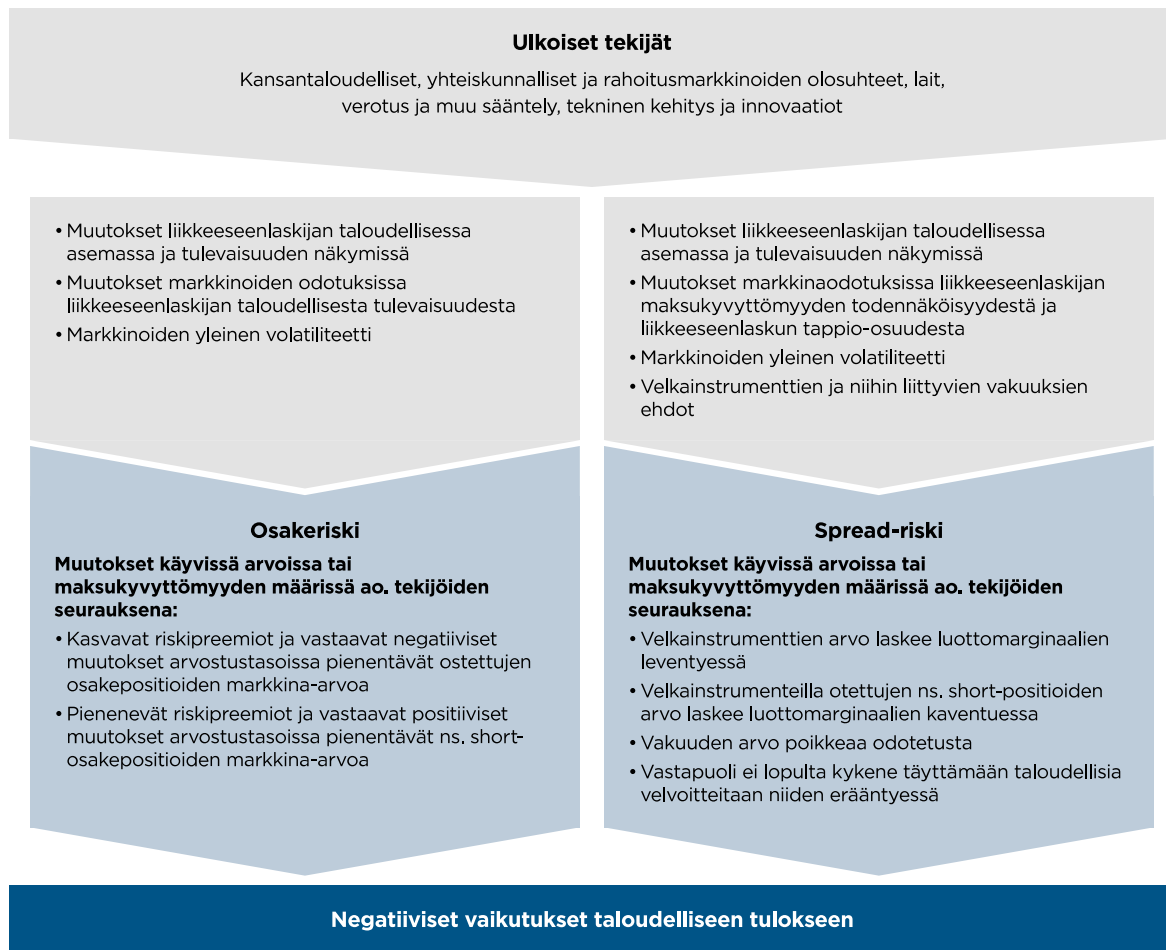 Ulkoiset tekijät
Kansantaloudelliset, yhteiskunnalliset ja rahoitusmarkkinoiden olosuhteet, lait,
verotus ja muu sääntely, tekninen kehitys ja innovaatiot
• Muutokset liikkeeseenlaskijan taloudellisessa
asemassa ja tulevaisuuden näkymissä
• Muutokset markkinoiden odotuksissa
liikkeeseenlaskijan taloudellisesta tulevaisuudesta
• Markkinoiden yleinen volatiliteetti
• Muutokset liikkeeseenlaskijan taloudellisessa
asemassa ja tulevaisuuden näkymissä
• Muutokset markkinaodotuksissa liikkeeseenlaskijan
maksukyvyttömyyden todennäköisyydestä ja
liikkeeseenlaskun tappio-osuudesta
• Markkinoiden yleinen volatiliteetti
• Velkainstrumenttien ja niihin liittyvien vakuuksien
ehdot
Osakeriski
Muutokset käyvissä arvoissa tai
maksukyvyttömyyden määrissä ao. tekijöiden
seurauksena:
• Kasvavat riskipreemiot ja vastaavat negatiiviset
muutokset arvostustasoissa pienentävät ostettujen
osakepositioiden markkina-arvoa
• Pienenevät riskipreemiot ja vastaavat positiiviset
muutokset arvostustasoissa pienentävät ns. short-
osakepositioiden markkina-arvoa
Spread-riski
Muutokset käyvissä arvoissa tai
maksukyvyttömyyden määrissä ao. tekijöiden
seurauksena:
• Velkainstrumenttien arvo laskee luottomarginaalien
leventyessä
• Velkainstrumenteilla otettujen ns. short-positioiden
arvo laskee luottomarginaalien kaventuessa
• Vakuuden arvo poikkeaa odotetusta
• Vastapuoli ei lopulta kykene täyttämään taloudellisia
velvoitteitaan niiden erääntyessä
Negatiiviset vaikutukset taloudelliseen tulokseen